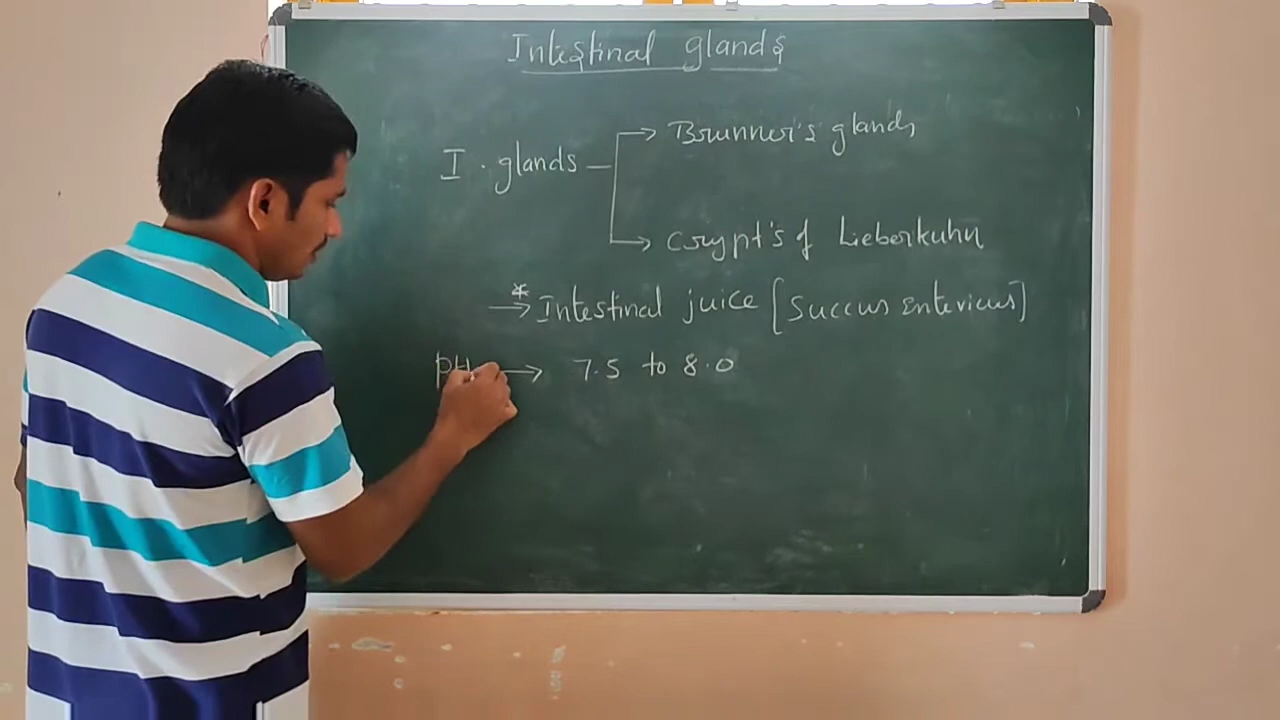 Intestinal glands
I. glands → Brunner's glands
→ Crypt's of Lieberkuhn
* → Intestinal juice [Succus entericus]
PH → 7.5 to 8.0